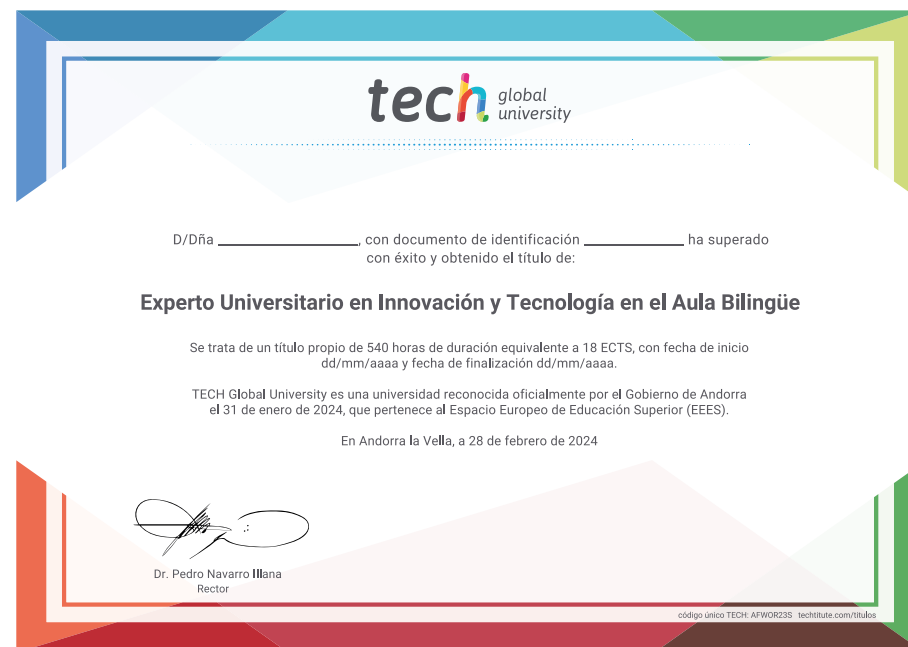 tech global
university
D/Dña ____________, con documento de identificación ____________ ha superado
con éxito y obtenido el título de:
Experto Universitario en Innovación y Tecnología en el Aula Bilingüe
Se trata de un título propio de 540 horas de duración equivalente a 18 ECTS, con fecha de inicio
dd/mm/aaaa y fecha de finalización dd/mm/aaaa.
TECH Global University es una universidad reconocida oficialmente por el Gobierno de Andorra
el 31 de enero de 2024, que pertenece al Espacio Europeo de Educación Superior (EEES).
En Andorra la Vella, a 28 de febrero de 2024
Dr. Pedro Navarro Illana
Rector
código único TECH: AFWOR23S techtitute.com/titulos